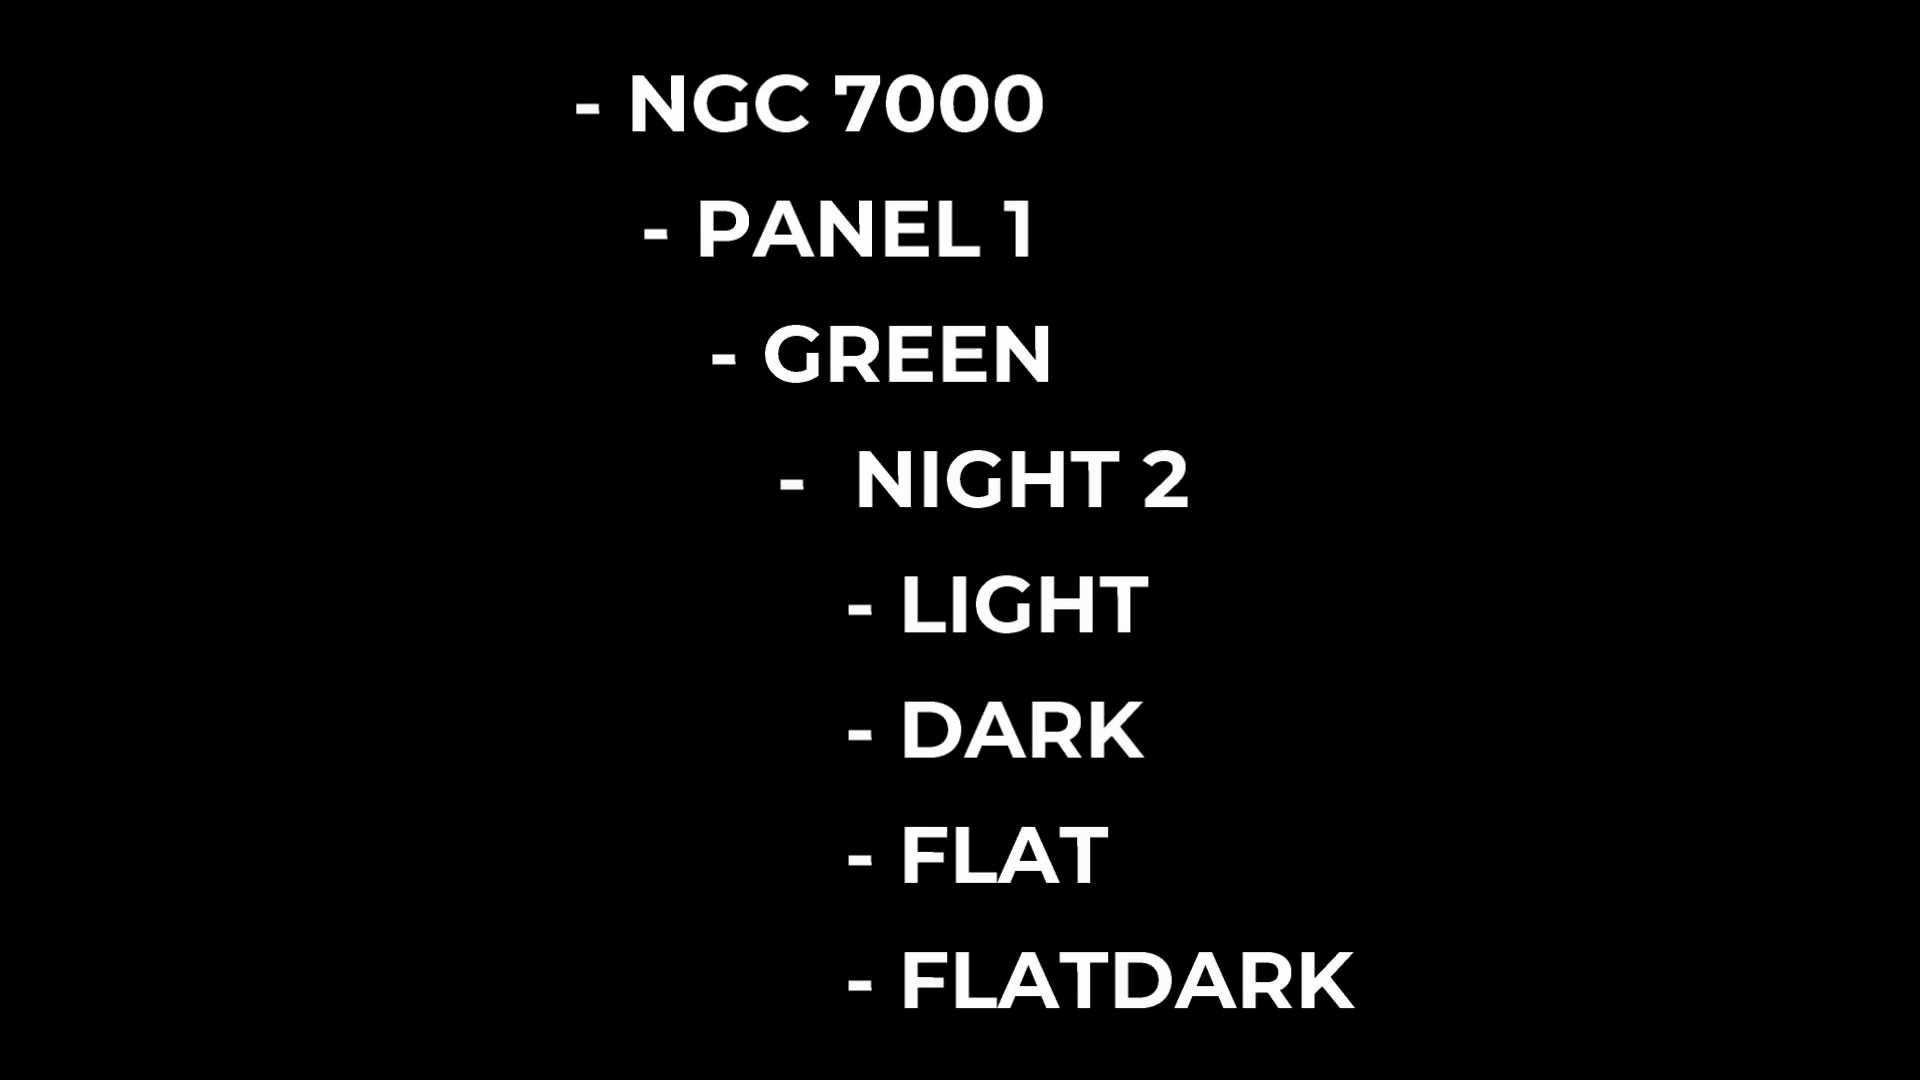 - NGC 7000
- PANEL 1
- GREEN
- NIGHT 2
- LIGHT
- DARK
- FLAT
- FLATDARK